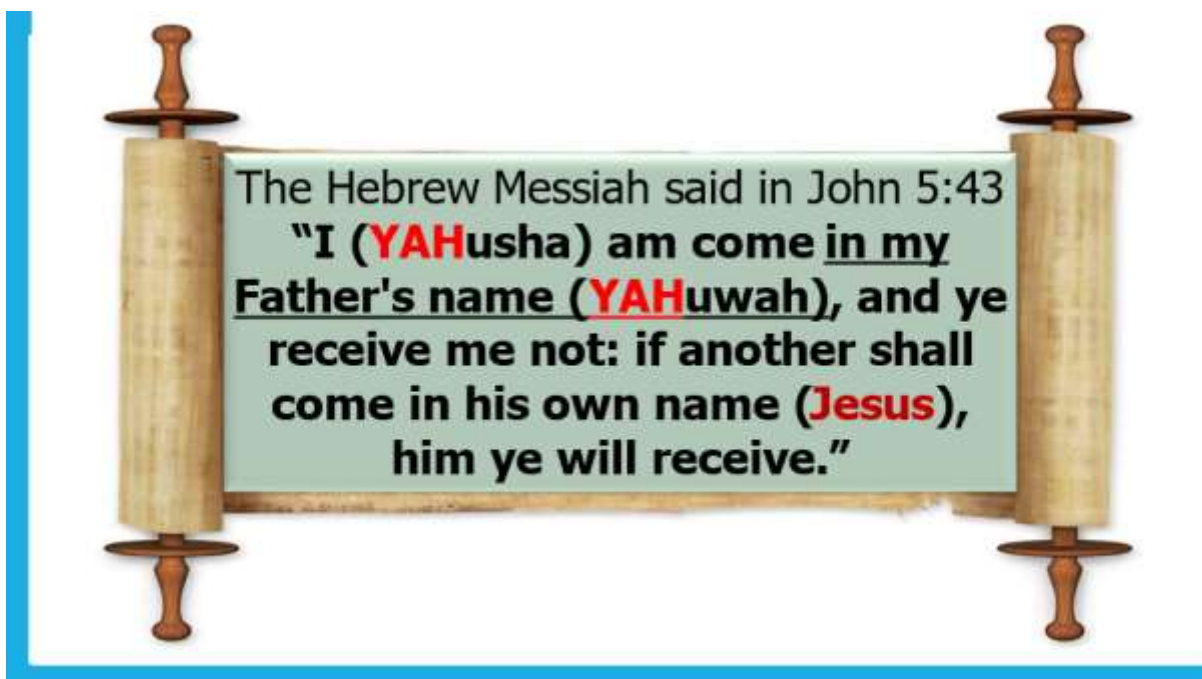 The Hebrew Messiah said in John 5:43
“I (YAHusha) am come in my
Father's name (YAHuwah), and ye
receive me not: if another shall
come in his own name (Jesus),
him ye will receive.”